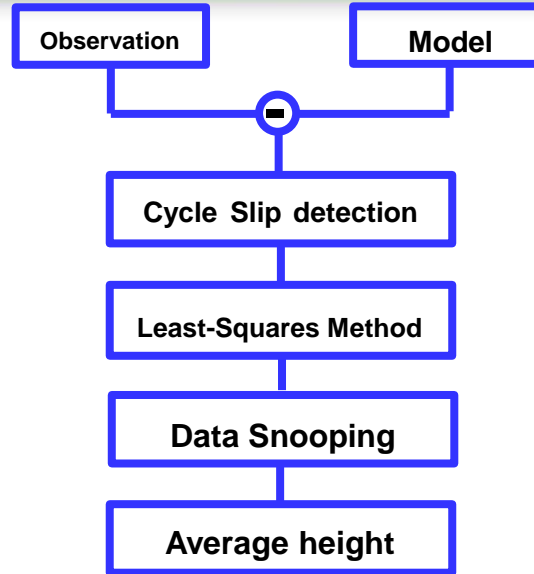 Observation
Model
-
Cycle Slip detection
Least-Squares Method
Data Snooping
Average height